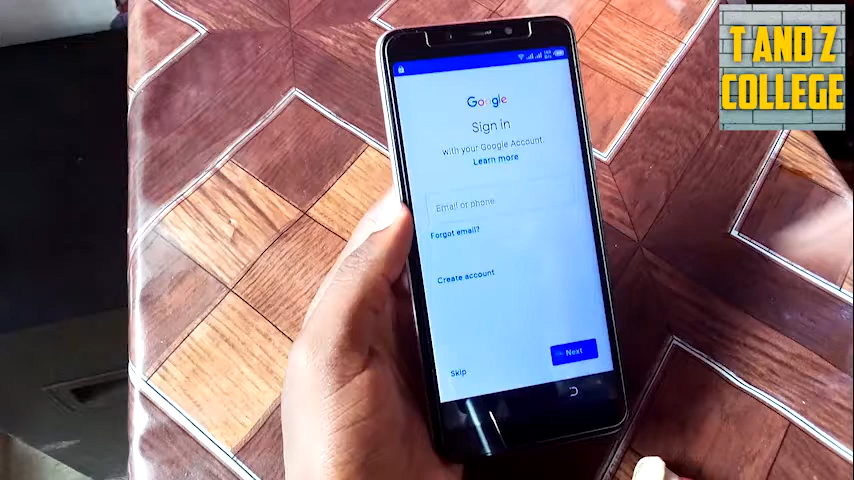 T AND Z
COLLEGE
Google
Sign in
with your Google Account.
Learn more
Email or phone
Forgot email?
Create account
Next
Skip